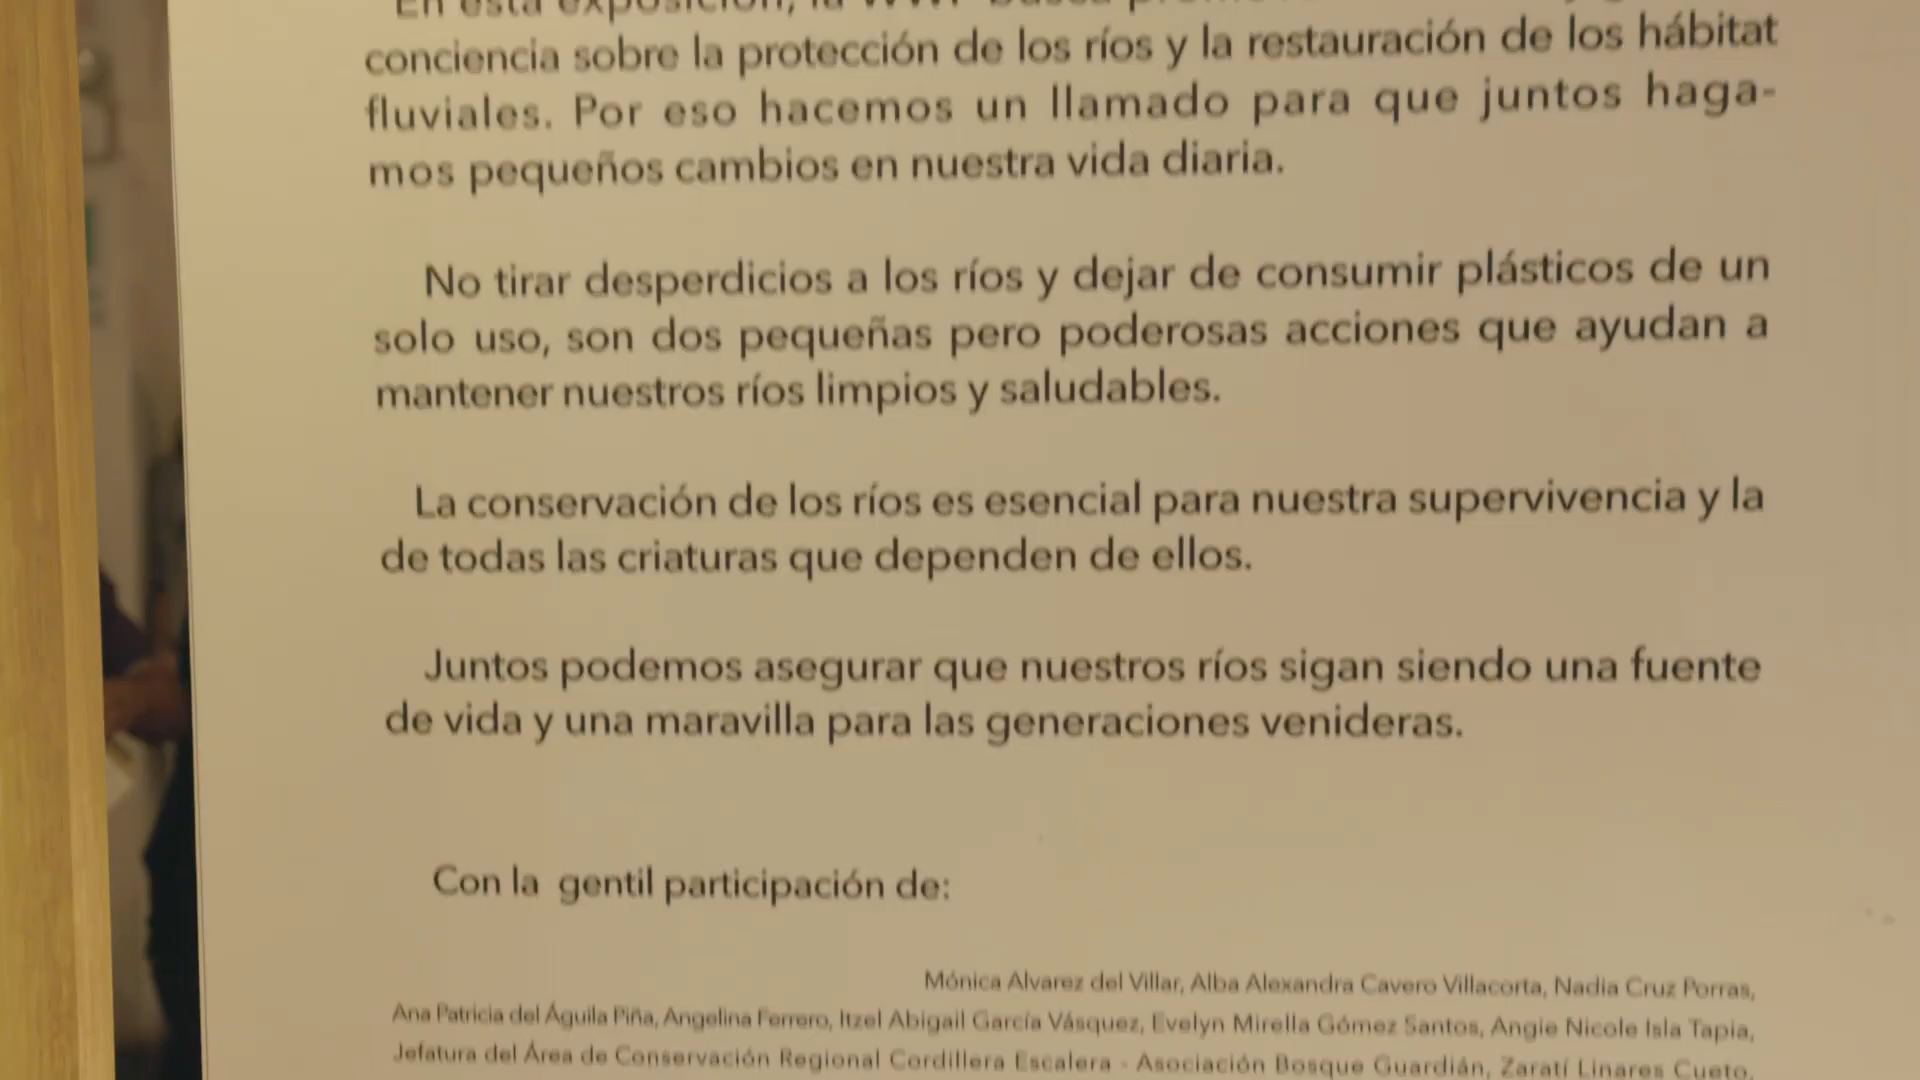 En esta exposición, la WWF busca
conciencia sobre la protección de los ríos y la restauración de los hábitat
fluviales. Por eso hacemos un llamado para que juntos haga-
mos pequeños cambios en nuestra vida diaria.
No tirar desperdicios a los ríos y dejar de consumir plásticos de un
solo uso, son dos pequeñas pero poderosas acciones que ayudan a
mantener nuestros ríos limpios y saludables.
La conservación de los ríos es esencial para nuestra supervivencia y la
de todas las criaturas que dependen de ellos.
Juntos podemos asegurar que nuestros ríos sigan siendo una fuente
de vida y una maravilla para las generaciones venideras.
Con la gentil participación de:
Mónica Alvarez del Villar, Alba Alexandra Cavero Villacorta, Nadia Cruz Porras,
Ana Patricia del Águila Piña, Angelina Ferrero, Itzel Abigail García Vásquez, Evelyn Mirella Gómez Santos, Angie Nicole Isla Tapia,
Jefatura del Área de Conservación Regional Cordillera Escalera - Asociación Bosque Guardián, Zaratí Linares Cueto,